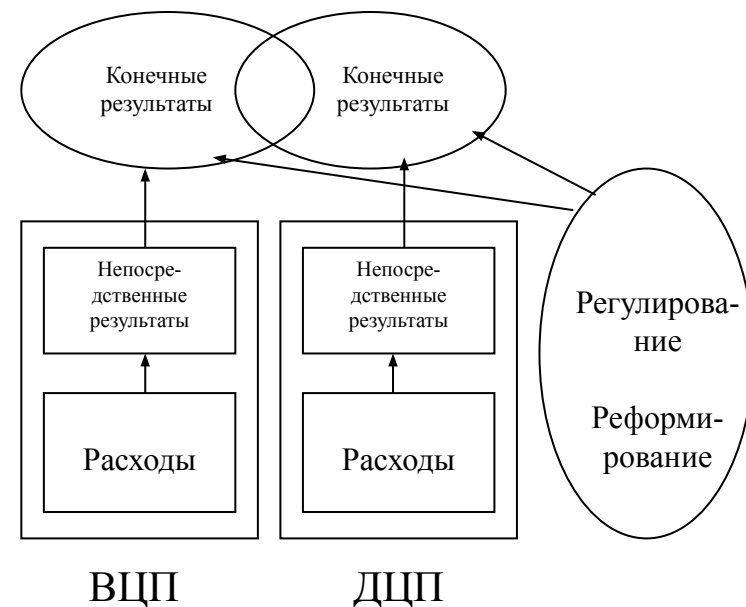 Конечные
результаты
Конечные
результаты
Непосре-
дственные
результаты
Непосре-
дственные
результаты
Регулирова-
ние
Реформи-
рование
Расходы
Расходы
ВЦП
ДЦП